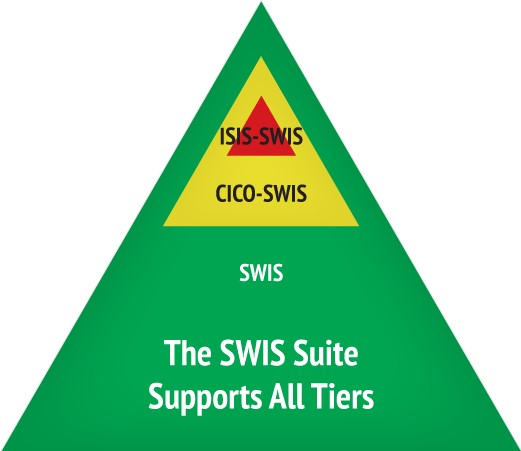 ISIS-SWIS
CICO-SWIS
SWIS
The SWIS Suite
Supports All Tiers